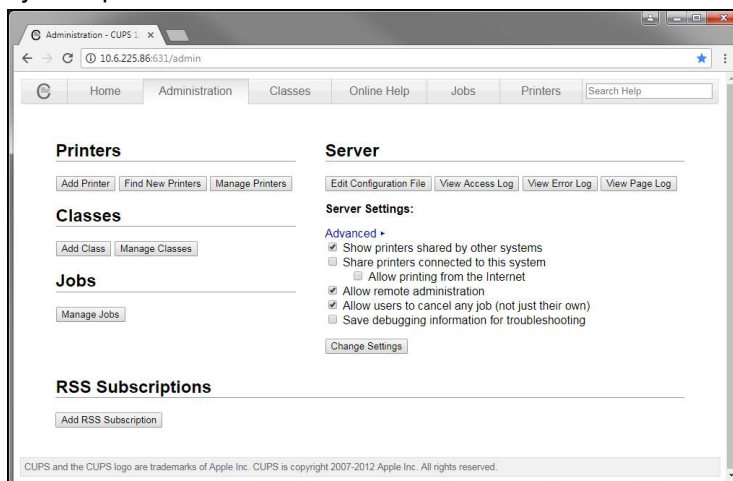 Administration - CUPS 1.
10.6.225.86:631/admin
Home Administration Classes Online Help Jobs Printers Search Help
Printers
Add Printer Find New Printers Manage Printers
Classes
Add Class Manage Classes
Jobs
Manage Jobs
Server
Edit Configuration File View Access Log View Error Log View Page Log
Server Settings:
Advanced
Show printers shared by other systems
Share printers connected to this system
Allow printing from the Internet
Allow remote administration
Allow users to cancel any job (not just their own)
Save debugging information for troubleshooting
Change Settings
RSS Subscriptions
Add RSS Subscription
CUPS and the CUPS logo are trademarks of Apple Inc. CUPS is copyright 2007-2012 Apple Inc. All rights reserved.